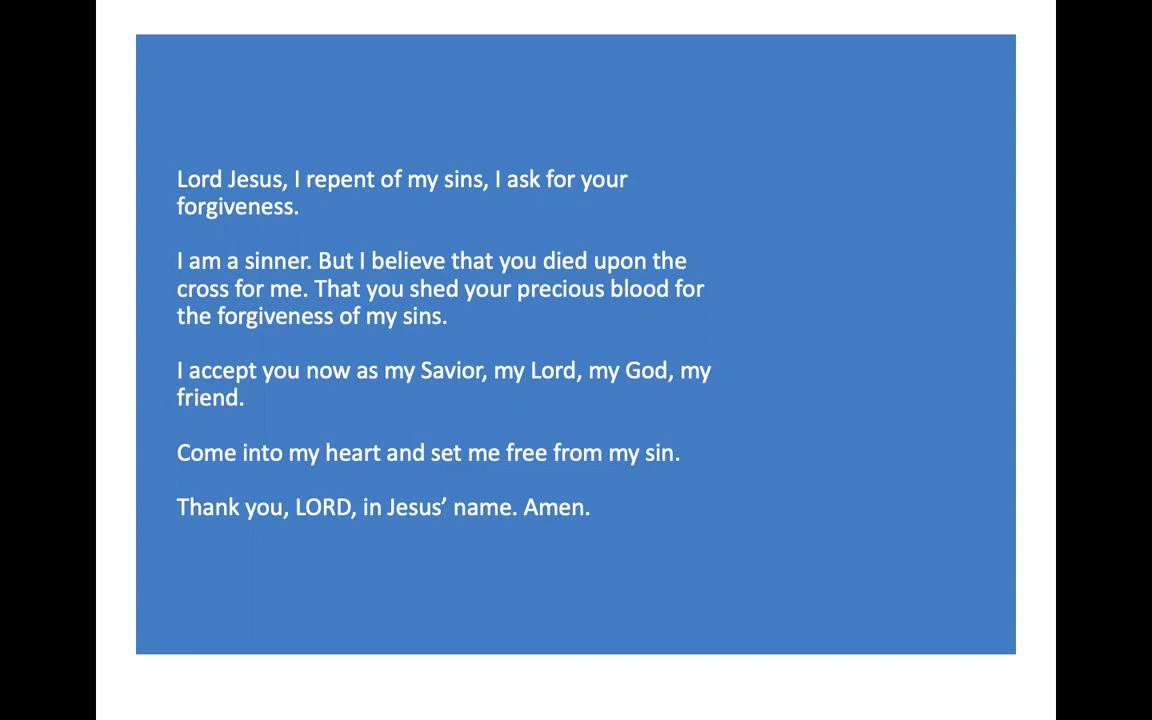 Lord Jesus, I repent of my sins, I ask for your
forgiveness.
I am a sinner. But I believe that you died upon the
cross for me. That you shed your precious blood for
the forgiveness of my sins.
I accept you now as my Savior, my Lord, my God, my
friend.
Come into my heart and set me free from my sin.
Thank you, LORD, in Jesus’ name. Amen.